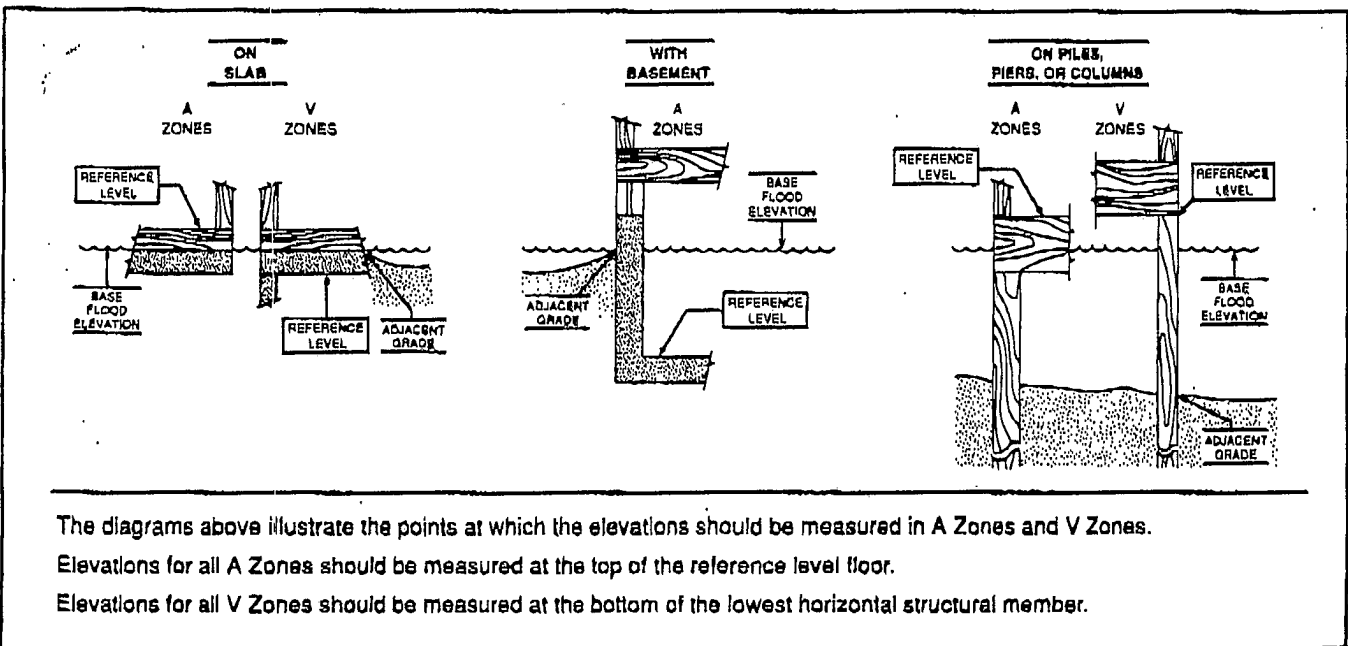 ON
SLAB
A
ZONES
V
ZONES
REFERENCE
LEVEL
BASE
FLOOD
ELEVATION
REFERENCE
LEVEL
ADJACENT
GRADE
WITH
BASEMENT
A
ZONES
BASE
FLOOD
ELEVATION
ADJACENT
GRADE
REFERENCE
LEVEL
ON PILES,
PIERS, OR COLUMNS
A
ZONES
V
ZONES
REFERENCE
LEVEL
REFERENCE
LEVEL
BASE
FLOOD
ELEVATION
ADJACENT
GRADE
The diagrams above illustrate the points at which the elevations should be measured in A Zones and V Zones.
Elevations for all A Zones should be measured at the top of the reference level floor.
Elevations for all V Zones should be measured at the bottom of the lowest horizontal structural member.